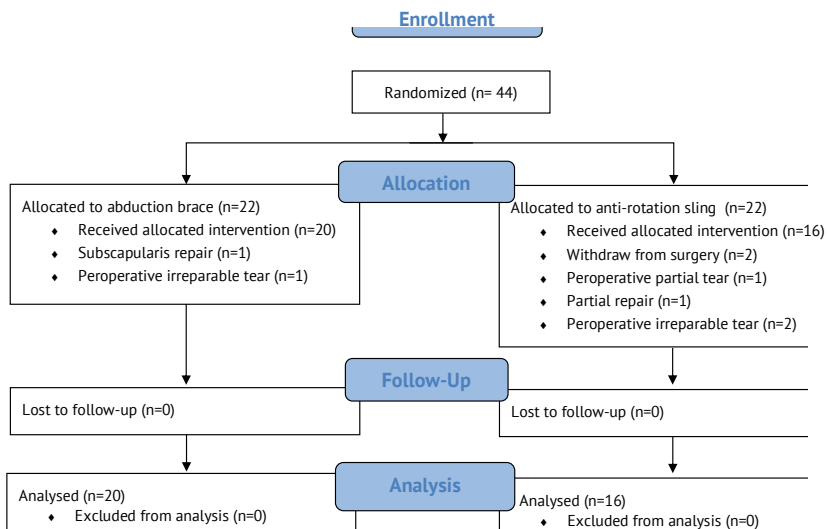 Enrollment
Randomized (n= 44)
Allocation
Allocated to abduction brace (n=22)
♦ Received allocated intervention (n=20)
♦ Subscapularis repair (n=1)
♦ Peroperative irreparable tear (n=1)
Allocated to anti-rotation sling (n=22)
♦ Received allocated intervention (n=16)
♦ Withdraw from surgery (n=2)
♦ Peroperative partial tear (n=1)
♦ Partial repair (n=1)
♦ Peroperative irreparable tear (n=2)
Follow-Up
Lost to follow-up (n=0)
Lost to follow-up (n=0)
Analysis
Analysed (n=20)
♦ Excluded from analysis (n=0)
Analysed (n=16)
♦ Excluded from analysis (n=0)